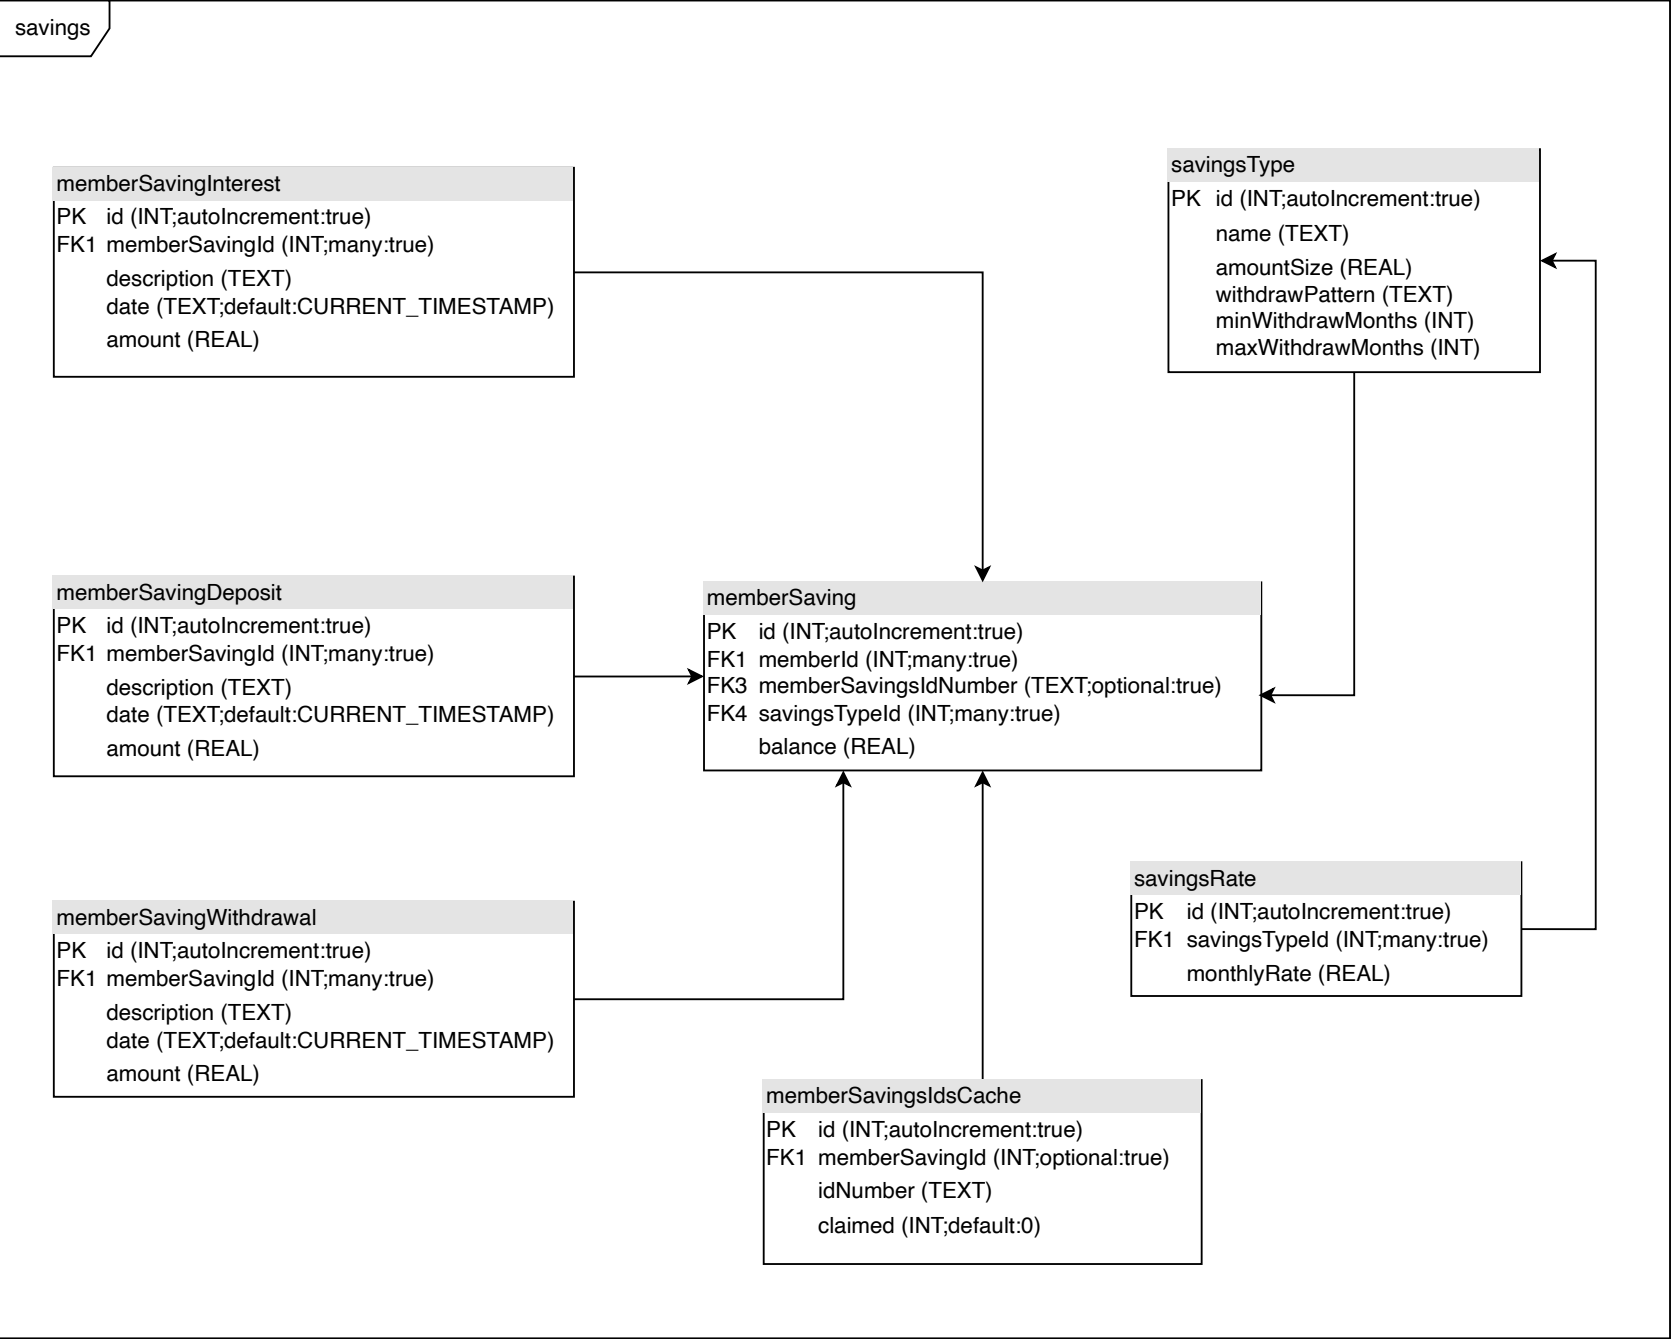 savings
memberSavingInterest
PK id (INT;autoIncrement:true)
FK1 memberSavingId (INT;many:true)
description (TEXT)
date (TEXT;default:CURRENT_TIMESTAMP)
amount (REAL)
savingsType
PK id (INT;autoIncrement:true)
name (TEXT)
amountSize (REAL)
withdrawPattern (TEXT)
minWithdrawMonths (INT)
maxWithdrawMonths (INT)
memberSavingDeposit
PK id (INT;autoIncrement:true)
FK1 memberSavingId (INT;many:true)
description (TEXT)
date (TEXT;default:CURRENT_TIMESTAMP)
amount (REAL)
memberSaving
PK id (INT;autoIncrement:true)
FK1 memberId (INT;many:true)
FK3 memberSavingsIdNumber (TEXT;optional:true)
FK4 savingsTypeId (INT;many:true)
balance (REAL)
savingsRate
PK id (INT;autoIncrement:true)
FK1 savingsTypeId (INT;many:true)
monthlyRate (REAL)
memberSavingWithdrawal
PK id (INT;autoIncrement:true)
FK1 memberSavingId (INT;many:true)
description (TEXT)
date (TEXT;default:CURRENT_TIMESTAMP)
amount (REAL)
memberSavingsIdsCache
PK id (INT;autoIncrement:true)
FK1 memberSavingId (INT;optional:true)
idNumber (TEXT)
claimed (INT;default:0)